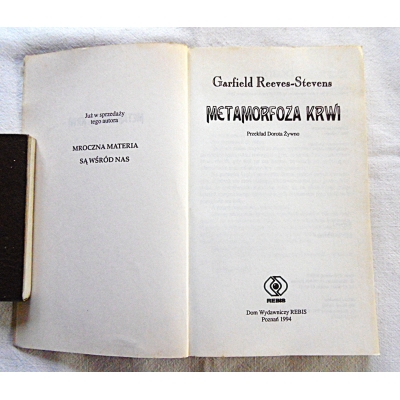 Już w sprzedaży
tego autora
MROCZNA MATERIA
SĄ WŚRÓD NAS
Garfield Reeves-Stevens
METAMORFOZA KRWI
Przekład Dorota Żywno
REBIS
Dom Wydawniczy REBIS
Poznań 1994